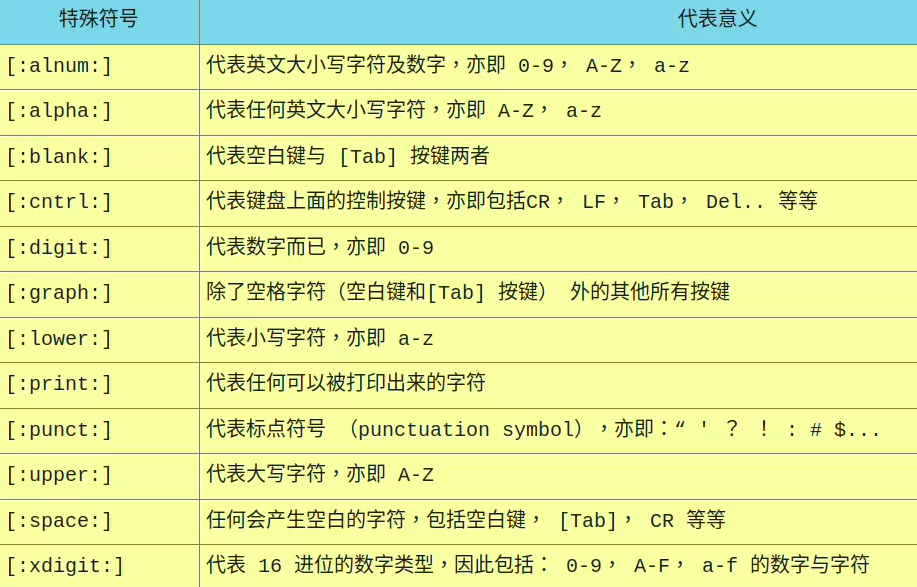 特殊符号 代表意义
[:alnum:] 代表英文大小写字符及数字，亦即 0-9， A-Z， a-z
[:alpha:] 代表任何英文大小写字符，亦即 A-Z， a-z
[:blank:] 代表空白键与 [Tab] 按键两者
[:cntrl:] 代表键盘上面的控制按键，亦即包括CR， LF， Tab， Del.. 等等
[:digit:] 代表数字而已，亦即 0-9
[:graph:] 除了空格字符（空白键和[Tab] 按键） 外的其他所有按键
[:lower:] 代表小写字符，亦即 a-z
[:print:] 代表任何可以被打印出来的字符
[:punct:] 代表标点符号 （punctuation symbol），亦即：“ ' ？ ！ : # $...
[:upper:] 代表大写字符，亦即 A-Z
[:space:] 任何会产生空白的字符，包括空白键， [Tab]， CR 等等
[:xdigit:] 代表 16 进位的数字类型，因此包括： 0-9， A-F， a-f 的数字与字符